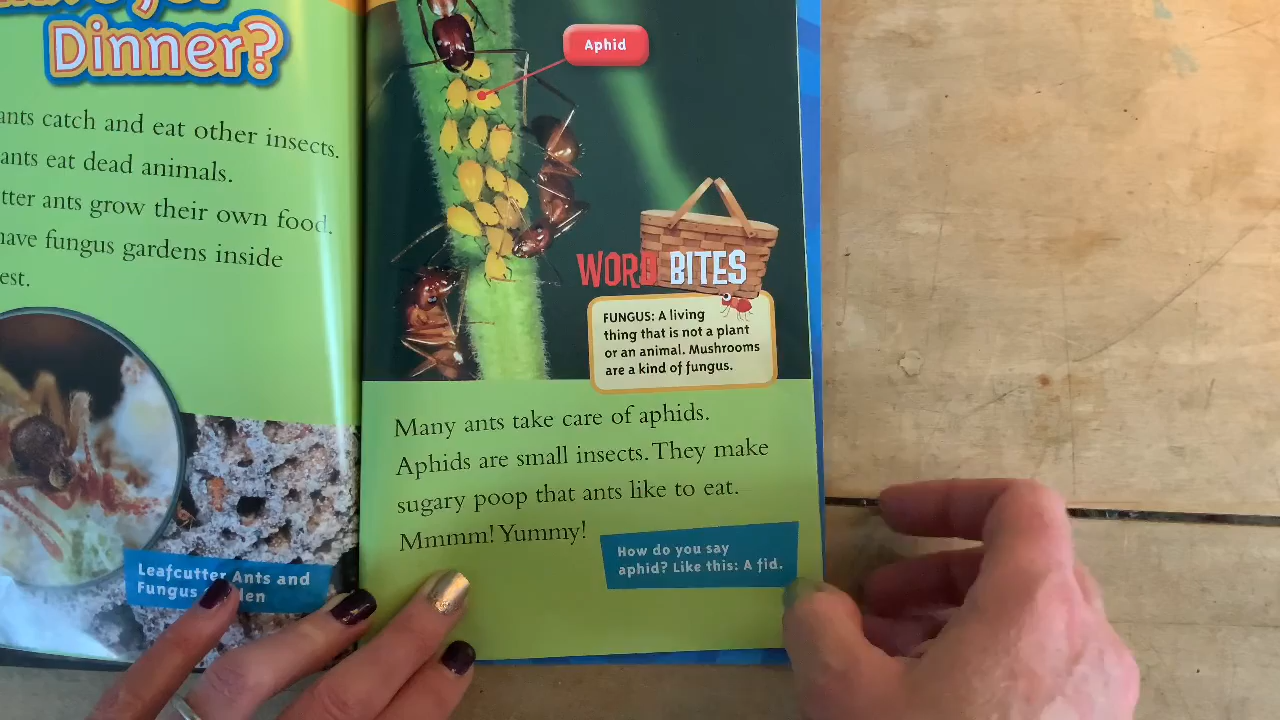 Dinner?
ants catch and eat other insects.
ants eat dead animals.
tter ants grow their own food.
have fungus gardens inside
est.
Leafcutter Ants and
Fungus
Aphid
WORD BITES
FUNGUS: A living
thing that is not a plant
or an animal. Mushrooms
are a kind of fungus.
Many ants take care of aphids.
Aphids are small insects. They make
sugary poop that ants like to eat.
Mmmm! Yummy!
How do you say
aphid? Like this: A fid.